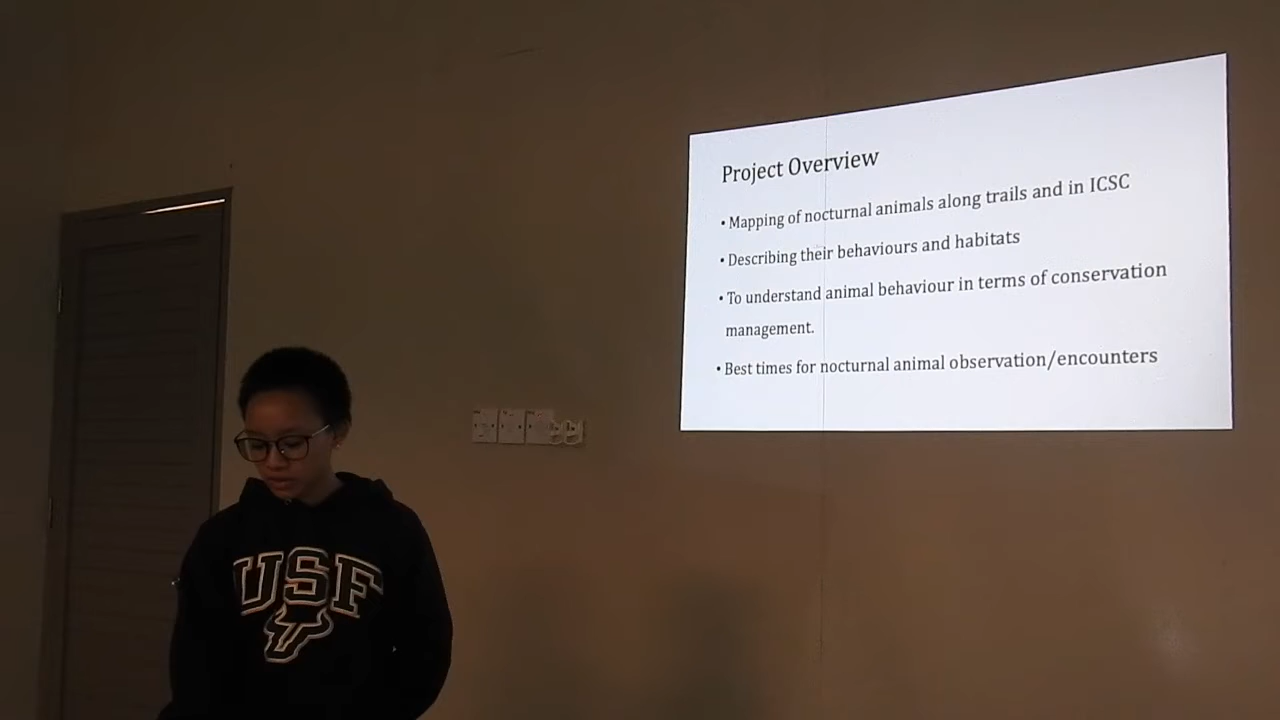 Project Overview
• Mapping of nocturnal animals along trails and in ICSC
• Describing their behaviours and habitats
• To understand animal behaviour in terms of conservation
management.
• Best times for nocturnal animal observation/encounters
USF